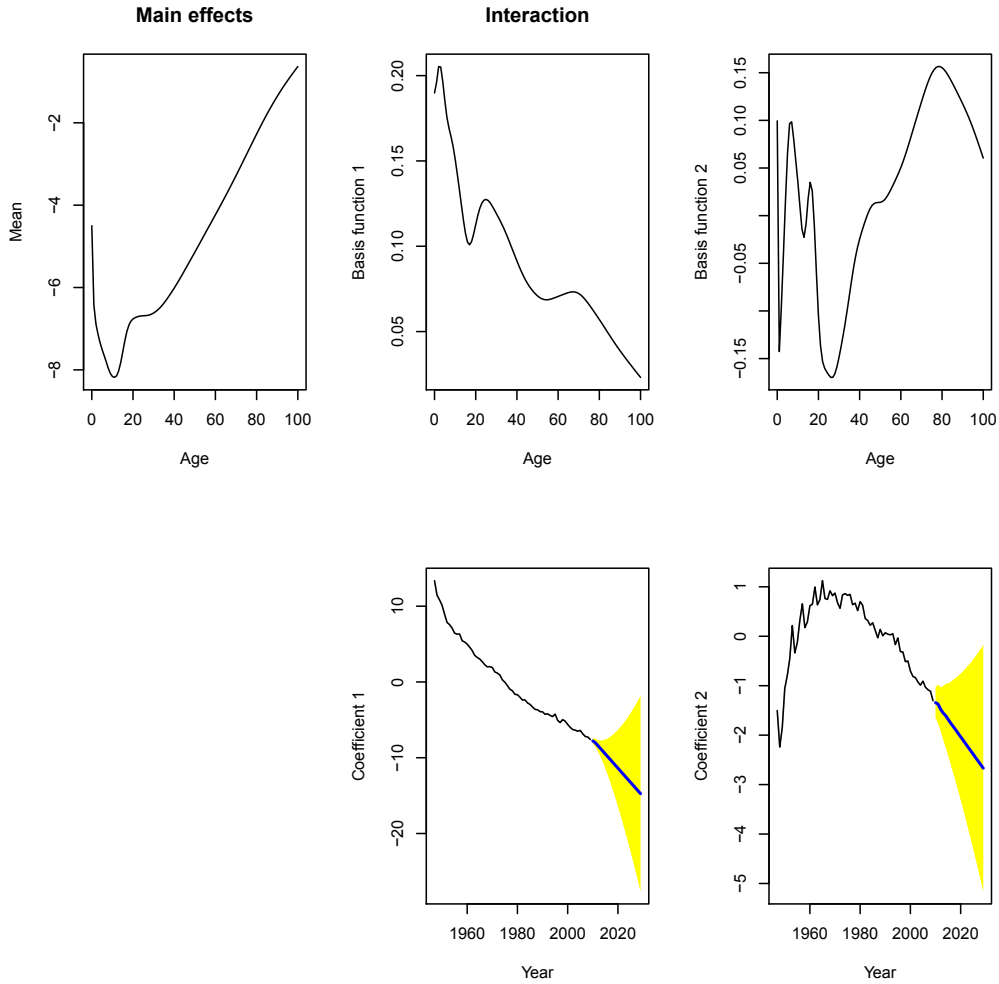 Main effects
Interaction
Mean
−2
−4
−6
−8
0 20 40 60 80 100
Age
Basis function 1
0.20
0.15
0.10
0.05
0 20 40 60 80 100
Age
Basis function 2
0.15
0.10
0.05
−0.05
−0.15
0 20 40 60 80 100
Age
Coefficient 1
10
0
−10
−20
1960 1980 2000 2020
Year
Coefficient 2
1
0
−1
−2
−3
−4
−5
1960 1980 2000 2020
Year